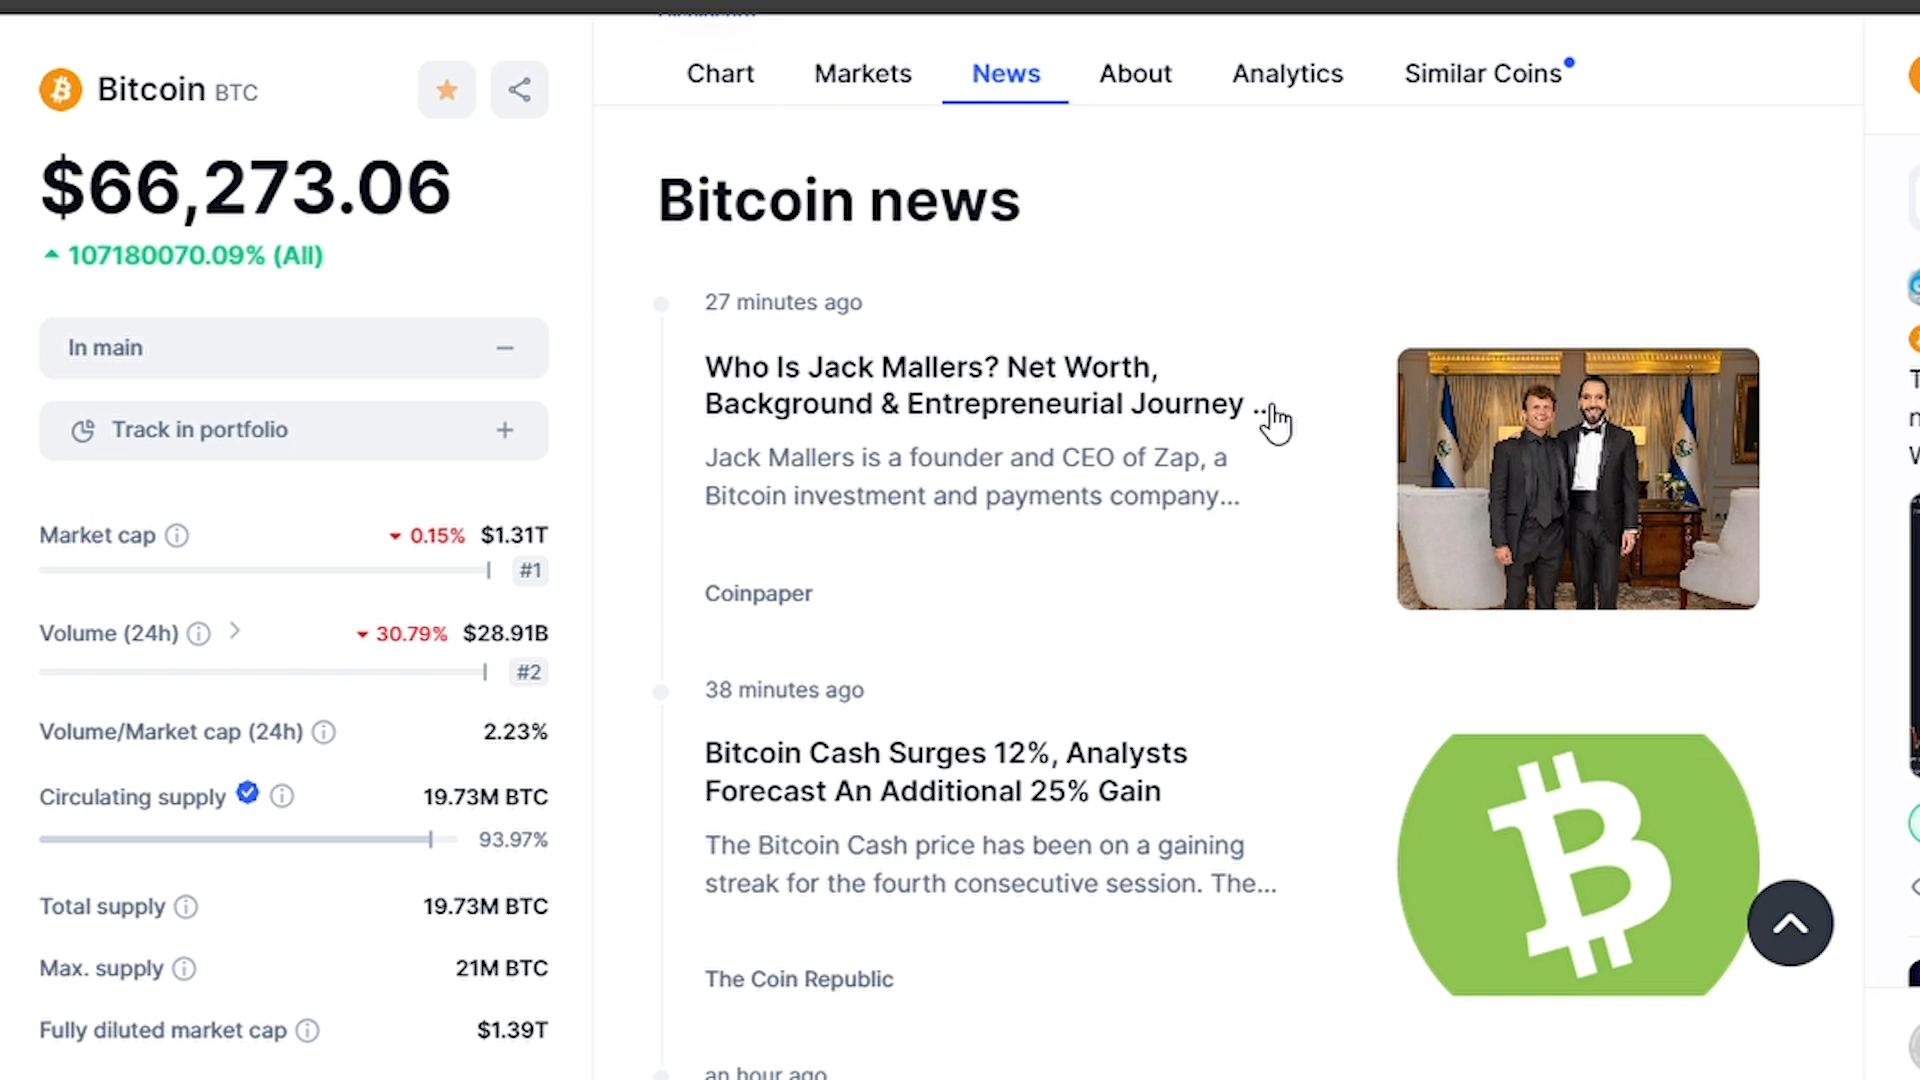 Bitcoin BTC
$66,273.06
107180070.09% (All)
In main
Track in portfolio
Market cap 0.15% $1.31T
#1
Volume (24h) 30.79% $28.91B
#2
Volume/Market cap (24h) 2.23%
Circulating supply 19.73M BTC
93.97%
Total supply 19.73M BTC
Max. supply 21M BTC
Fully diluted market cap $1.39T
Chart Markets News About Analytics Similar Coins
Bitcoin news
27 minutes ago
Who Is Jack Mallers? Net Worth,
Background & Entrepreneurial Journey ...
Jack Mallers is a founder and CEO of Zap, a
Bitcoin investment and payments company...
Coinpaper
38 minutes ago
Bitcoin Cash Surges 12%, Analysts
Forecast An Additional 25% Gain
The Bitcoin Cash price has been on a gaining
streak for the fourth consecutive session. The...
The Coin Republic
an hour ago